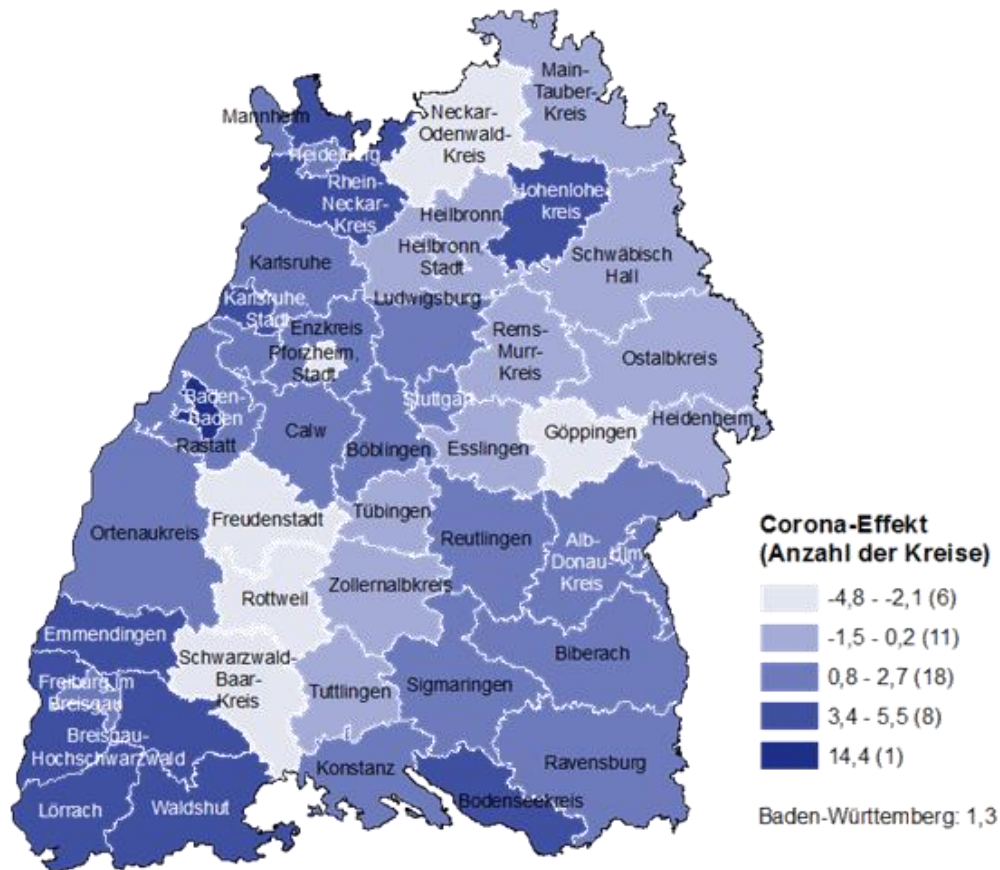 Main-
Tauber-
Kreis
Neckar-
Odenwald-
Kreis
Mannheim
Heidelberg
Rhein-
Neckar-
Kreis
Hohenlohe
kreis
Heilbronn
Heilbronn,
Stadt
Schwäbisch
Hall
Karlsruhe
Karlsruhe,
Stadt
Ludwigsburg
Enzkreis
Pforzheim,
Stadt
Rems-
Murr-
Kreis
Ostalbkreis
Baden-
Baden
Rastatt
Calw
Stuttgart
Böblingen
Esslingen
Göppingen
Heidenheim
Ortenaukreis
Freudenstadt
Tübingen
Reutlingen
Alb-
Donau-
Kreis
Ulm
Rottweil
Zollernalbkreis
Emmendingen
Schwarzwald-
Baar-
Kreis
Tuttlingen
Sigmaringen
Biberach
Freiburg im
Breisgau
Breisgau-
Hochschwarzwald
Lörrach
Waldshut
Konstanz
Bodenseekreis
Ravensburg
Corona-Effekt
(Anzahl der Kreise)
-4,8 - -2,1 (6)
-1,5 - 0,2 (11)
0,8 - 2,7 (18)
3,4 - 5,5 (8)
14,4 (1)
Baden-Württemberg: 1,3